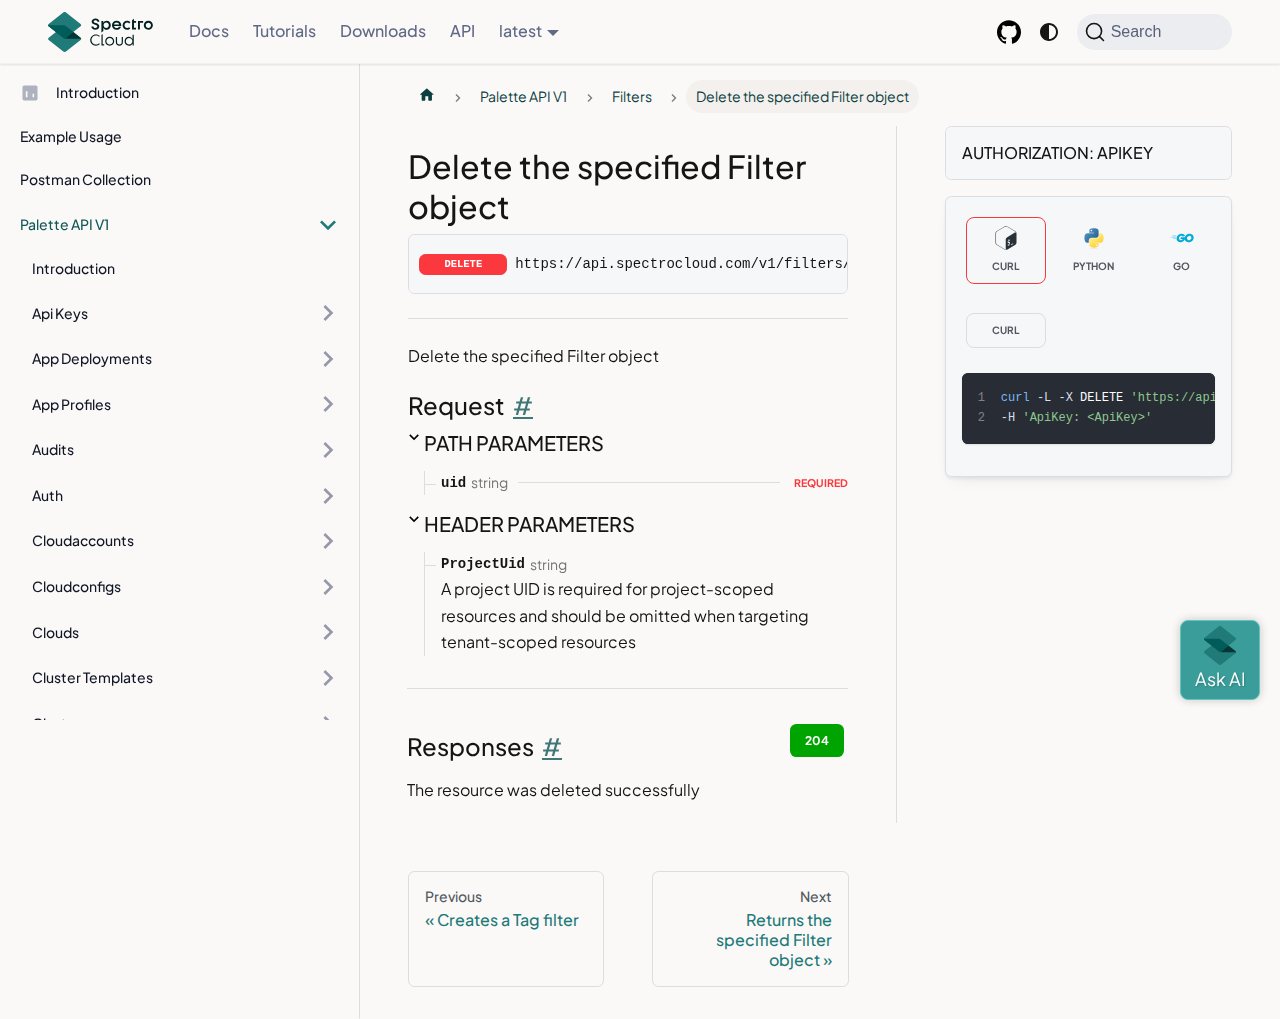 Spectro
Cloud
Docs
Tutorials
Downloads
API
latest
Search
Introduction
Example Usage
Postman Collection
Palette API V1
Introduction
Api Keys
App Deployments
App Profiles
Audits
Auth
Cloudaccounts
Cloudconfigs
Clouds
Cluster Templates
Palette API V1
Filters
Delete the specified Filter object
Delete the specified Filter
object
DELETE https://api.spectrocloud.com/v1/filters/
Delete the specified Filter object
Request #
PATH PARAMETERS
uid string REQUIRED
HEADER PARAMETERS
ProjectUid string
A project UID is required for project-scoped
resources and should be omitted when targeting
tenant-scoped resources
Responses #
204
The resource was deleted successfully
Previous
« Creates a Tag filter
Next
Returns the
specified Filter
object »
AUTHORIZATION: APIKEY
CURL
PYTHON
GO
CURL
1 curl -L -X DELETE 'https://api
2 -H 'ApiKey: <ApiKey>'
Ask AI